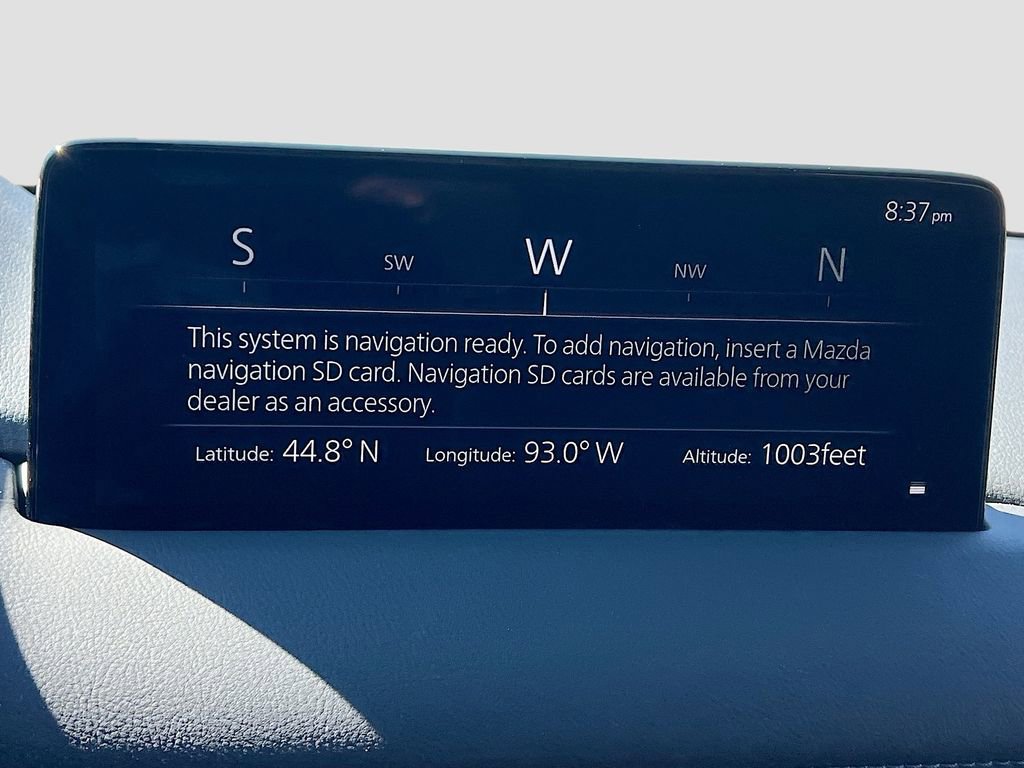 8:37pm
S SW W NW N
This system is navigation ready. To add navigation, insert a Mazda
navigation SD card. Navigation SD cards are available from your
dealer as an accessory.
Latitude: 44.8° N Longitude: 93.0° W Altitude: 1003feet